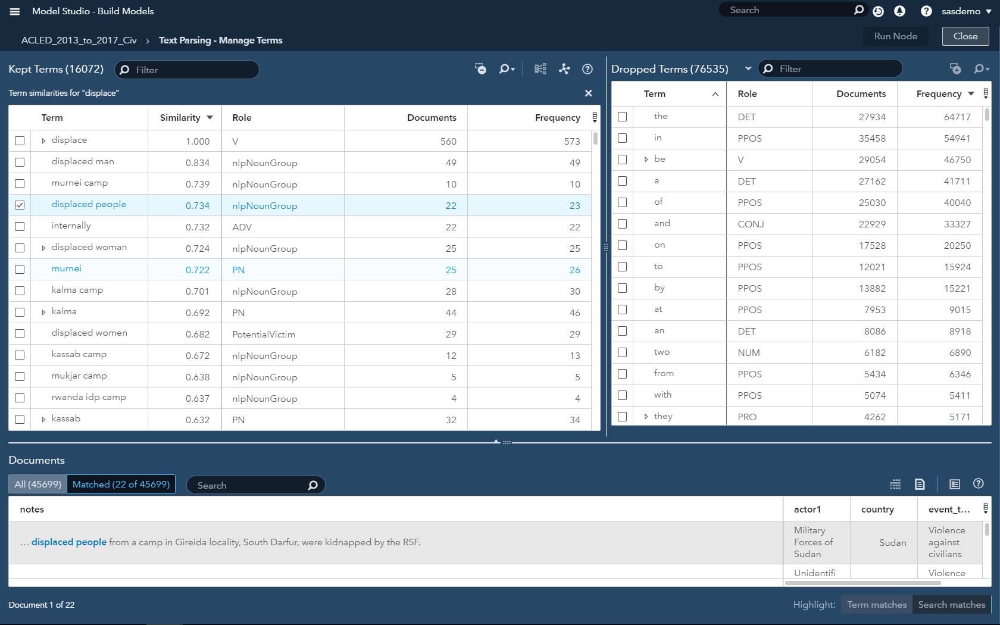 Model Studio - Build Models
Search
sasdemo
ACLED_2013_to_2017_Civ › Text Parsing - Manage Terms
Run Node
Close
Kept Terms (16072)
Filter
Term similarities for "displace"
Term Similarity Role Documents Frequency
displace 1.000 V 560 573
displaced man 0.834 nlpNounGroup 49 49
murnei camp 0.739 nlpNounGroup 10 10
displaced people 0.734 nlpNounGroup 22 23
internally 0.732 ADV 22 22
displaced woman 0.724 nlpNounGroup 25 25
murnei 0.722 PN 25 26
kalma camp 0.701 nlpNounGroup 28 30
kalma 0.692 PN 44 46
displaced women 0.682 PotentialVictim 29 29
kassab camp 0.672 nlpNounGroup 12 13
mukjar camp 0.638 nlpNounGroup 5 5
rwanda idp camp 0.637 nlpNounGroup 4 4
kassab 0.632 PN 32 34
Dropped Terms (76535)
Filter
Term Role Documents Frequency
the DET 27934 64717
in PPOS 35458 54941
be V 29054 46750
a DET 27162 41711
of PPOS 25030 40040
and CONJ 22929 33327
on PPOS 17528 20250
to PPOS 12021 15924
by PPOS 13882 15221
at PPOS 7953 9015
an DET 8086 8918
two NUM 6182 6890
from PPOS 5434 6346
with PPOS 5074 5411
they PRO 4262 5171
Documents
All (45699) Matched (22 of 45699)
Search
notes actor1 country event_t...
... displaced people from a camp in Gireida locality, South Darfur, were kidnapped by the RSF.
Military
Forces of
Sudan
Sudan
Violence
against
civilians
Unidentifi
Violence
Document 1 of 22
Highlight: Term matches Search matches